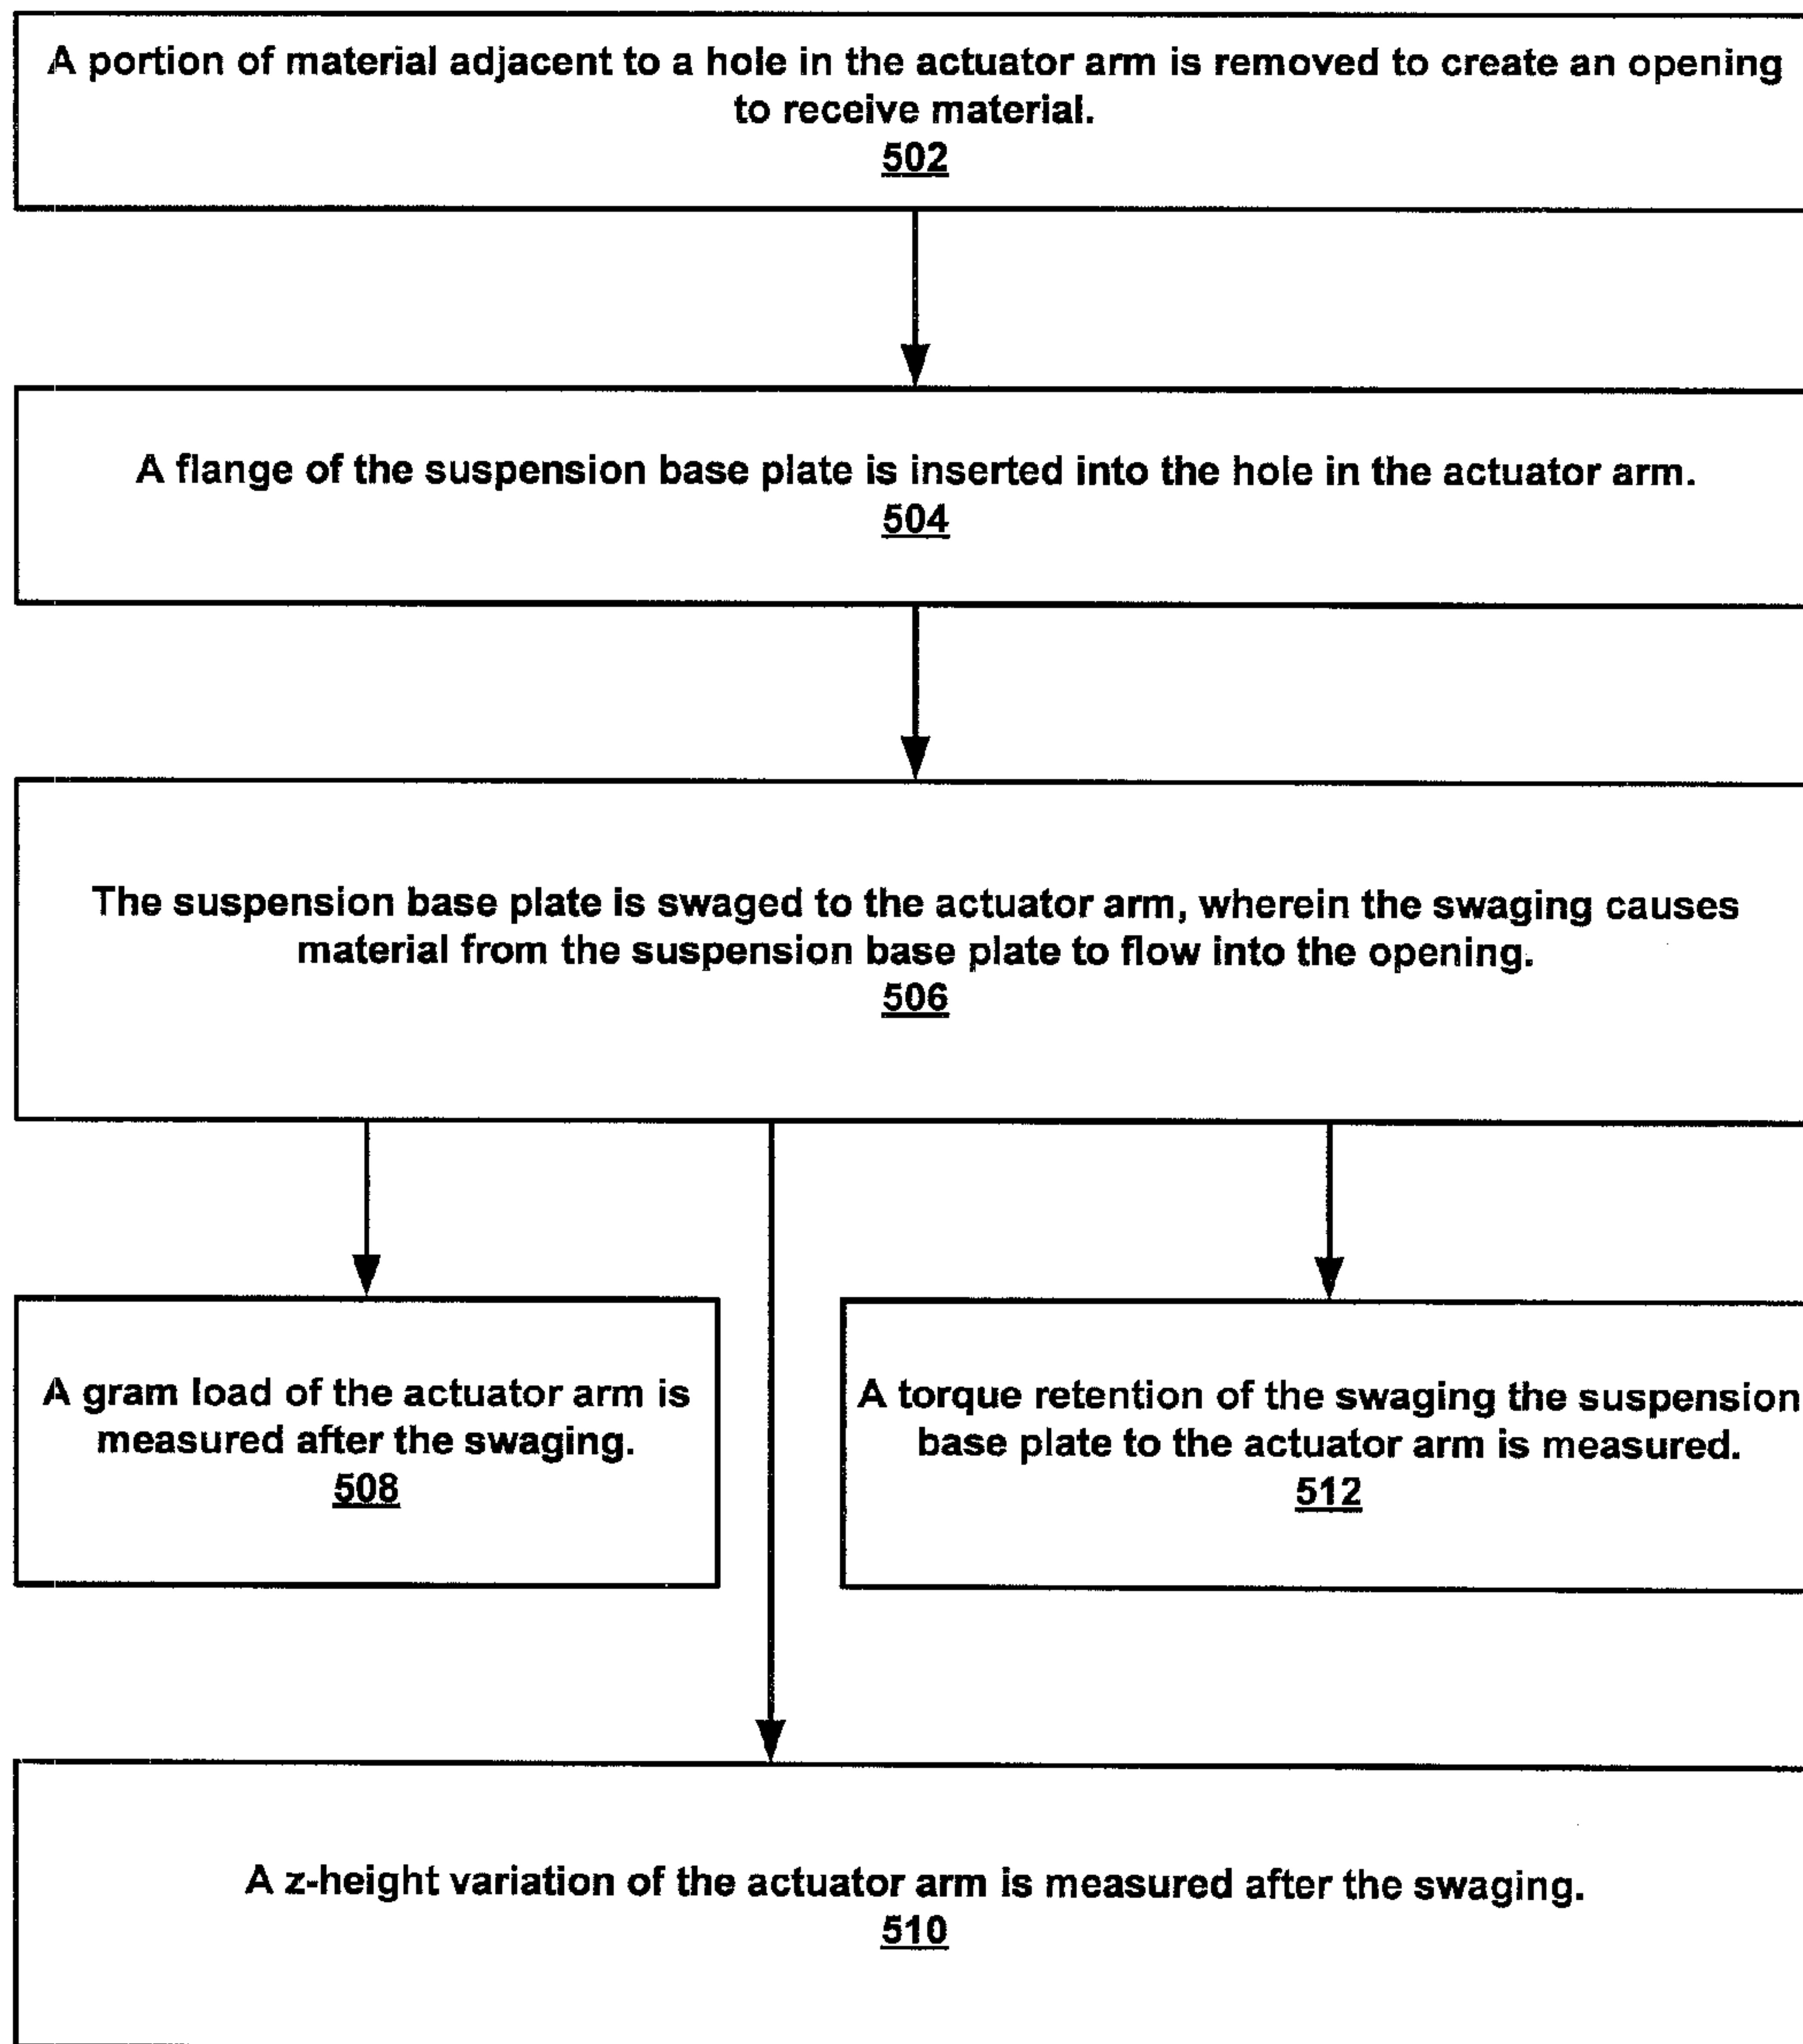 A portion of material adjacent to a hole in the actuator arm is removed to create an opening
to receive material.
502
A flange of the suspension base plate is inserted into the hole in the actuator arm.
504
The suspension base plate is swaged to the actuator arm, wherein the swaging causes
material from the suspension base plate to flow into the opening.
506
A gram load of the actuator arm is
measured after the swaging.
508
A torque retention of the swaging the suspension
base plate to the actuator arm is measured.
512
A z-height variation of the actuator arm is measured after the swaging.
510